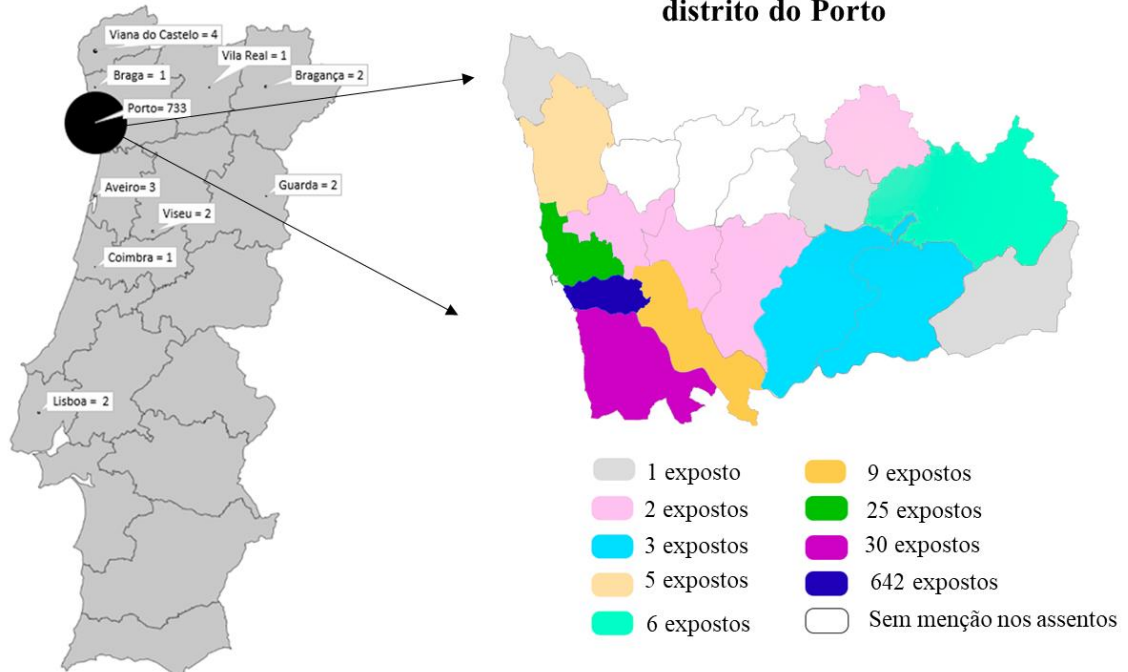 distrito do Porto
Viana do Castelo = 4
Vila Real = 1
Braga = 1
Bragança = 2
Porto= 733
Aveiro= 3
Guarda = 2
Viseu = 2
Coimbra = 1
Lisboa = 2
1 exposto
2 expostos
3 expostos
5 expostos
6 expostos
9 expostos
25 expostos
30 expostos
642 expostos
Sem menção nos assentos